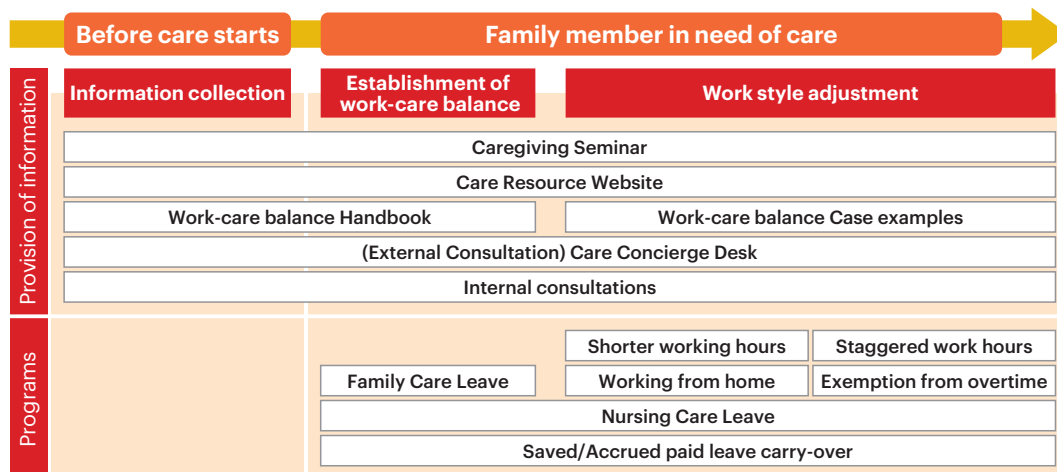 Before care starts
Family member in need of care
Information collection
Establishment of
work-care balance
Work style adjustment
Provision of information
Caregiving Seminar
Care Resource Website
Work-care balance Handbook
Work-care balance Case examples
(External Consultation) Care Concierge Desk
Internal consultations
Programs
Shorter working hours
Staggered work hours
Family Care Leave
Working from home
Exemption from overtime
Nursing Care Leave
Saved/Accrued paid leave carry-over